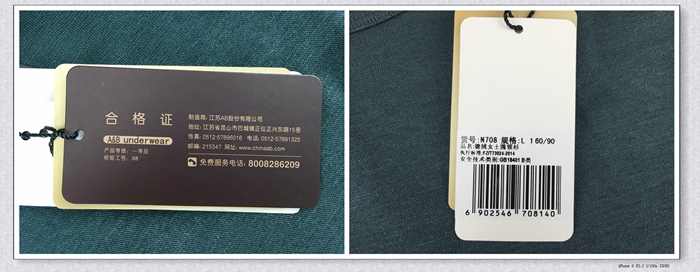 合格证
A&B underwear
产品等级：一等品
检验工号：08
制造商：江苏AB股份有限公司
地址：江苏省昆山市巴城镇正仪正兴东路15号
传真：0512-57896016 电话：0512-57891325
邮编：215347 网址：www.chinaab.com
免费服务电话：8008286209
货号:N708 规格:L 160/90
品名:德绒女士圆领衫
执行标准:FZ/T73024-2014
安全技术类别:GB18401 B类
6 902546 708140
iPhone 6 F2.2 1/100s ISO50